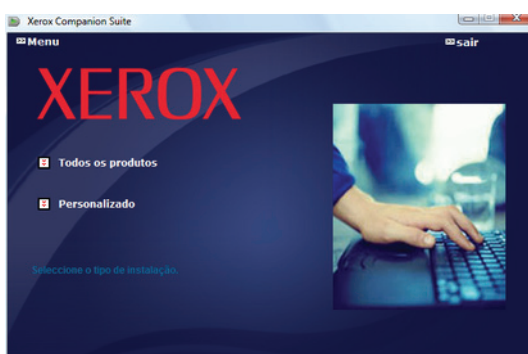 Xerox Companion Suite
Menu
sair
XEROX
Todos os produtos
Personalizado
Seleccione o tipo de instalação.